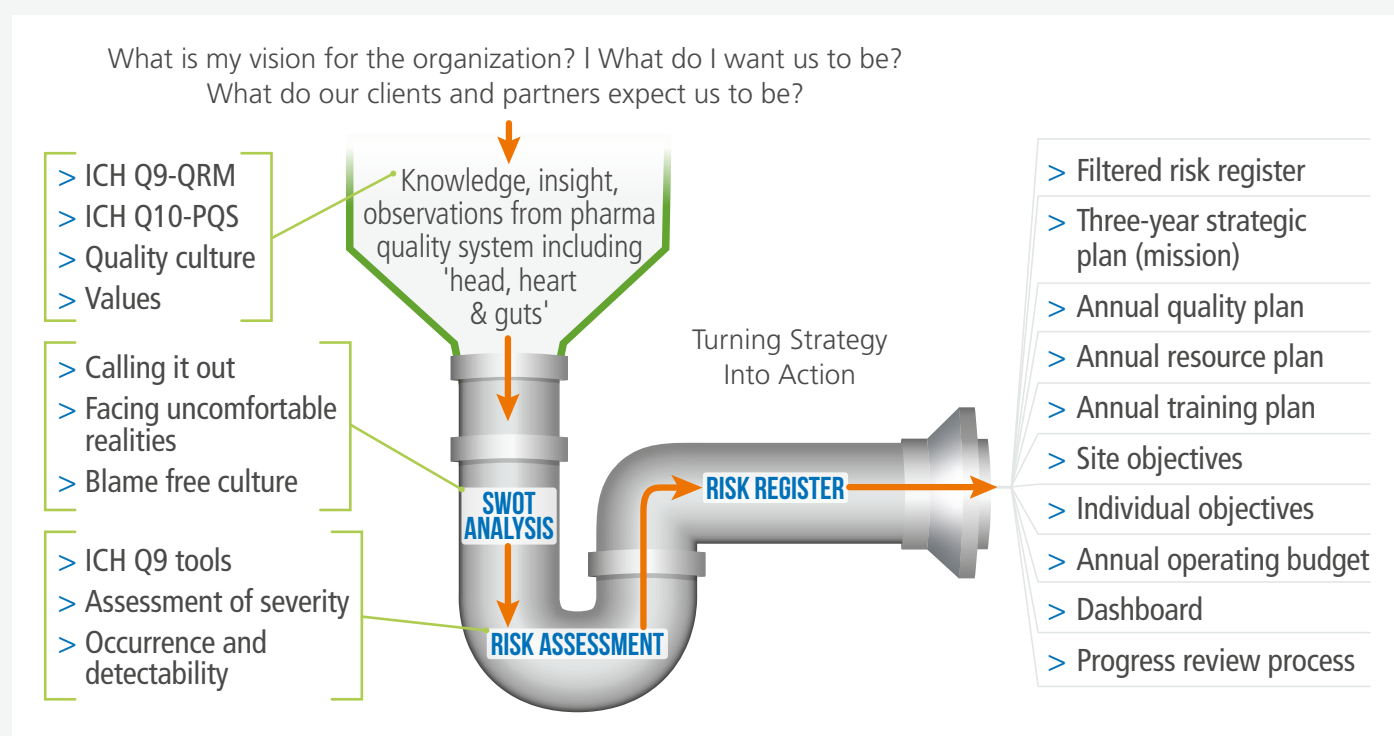 What is my vision for the organization? | What do I want us to be?
What do our clients and partners expect us to be?
> ICH Q9-QRM
> ICH Q10-PQS
> Quality culture
> Values
Knowledge, insight,
observations from pharma
quality system including
'head, heart
& guts'
> Calling it out
> Facing uncomfortable
realities
> Blame free culture
SWOT
ANALYSIS
> ICH Q9 tools
> Assessment of severity
> Occurrence and
detectability
RISK ASSESSMENT
Turning Strategy
Into Action
RISK REGISTER
> Filtered risk register
> Three-year strategic
plan (mission)
> Annual quality plan
> Annual resource plan
> Annual training plan
> Site objectives
> Individual objectives
> Annual operating budget
> Dashboard
> Progress review process